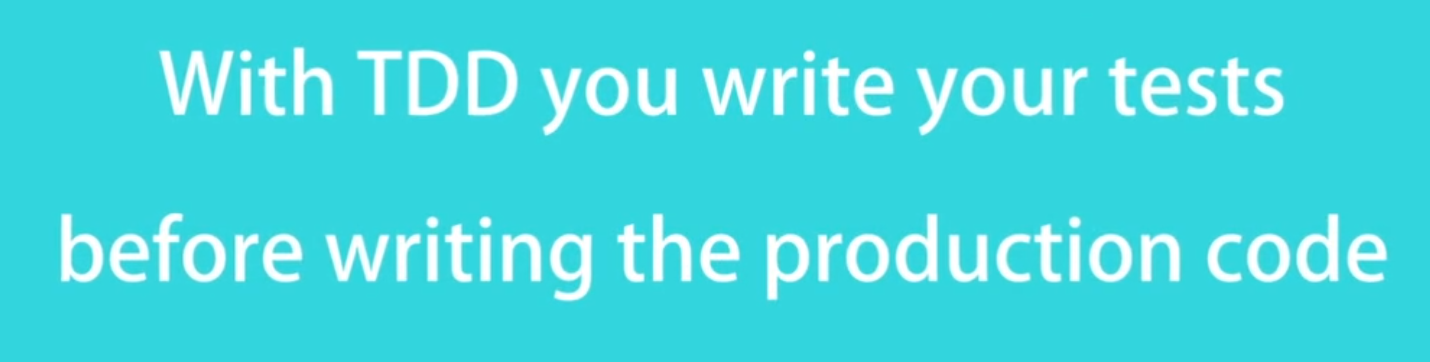 With TDD you write your tests
before writing the production code